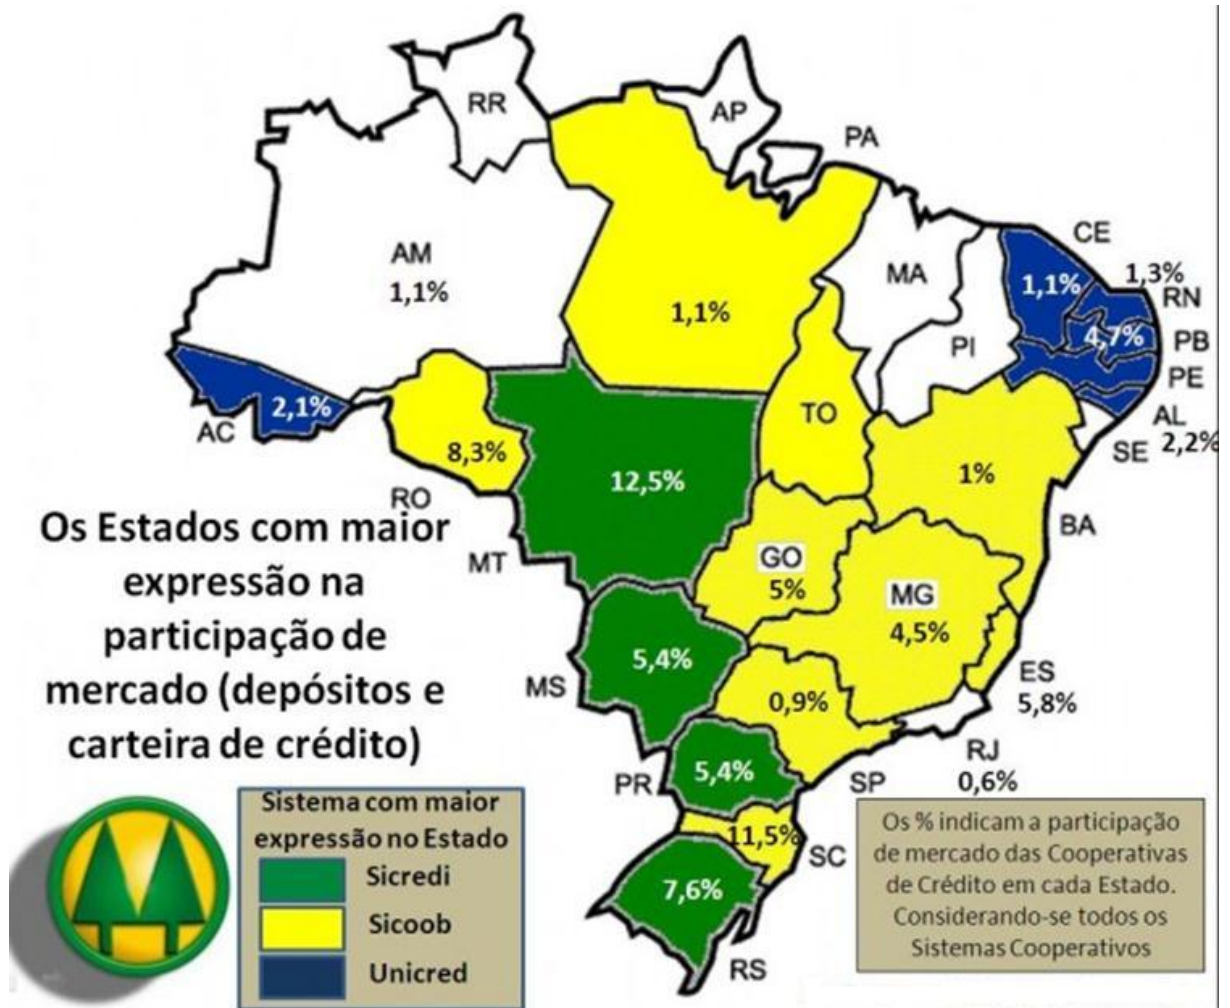 RR
AP
PA
AM
1,1%
1,1%
MA
CE
1,1%
1,3%
RN
4,7%
PB
PI
PE
AL
2,2%
SE
AC
2,1%
TO
8,3%
RO
12,5%
MT
1%
BA
GO
5%
MG
4,5%
ES
5,8%
MS
5,4%
0,9%
RJ
0,6%
SP
PR
5,4%
11,5%
SC
7,6%
RS
Os Estados com maior
expressão na
participação de
mercado (depósitos e
carteira de crédito)
Sistema com maior
expressão no Estado
Sicredi
Sicoob
Unicred
Os % indicam a participação
de mercado das Cooperativas
de Crédito em cada Estado.
Considerando-se todos os
Sistemas Cooperativos